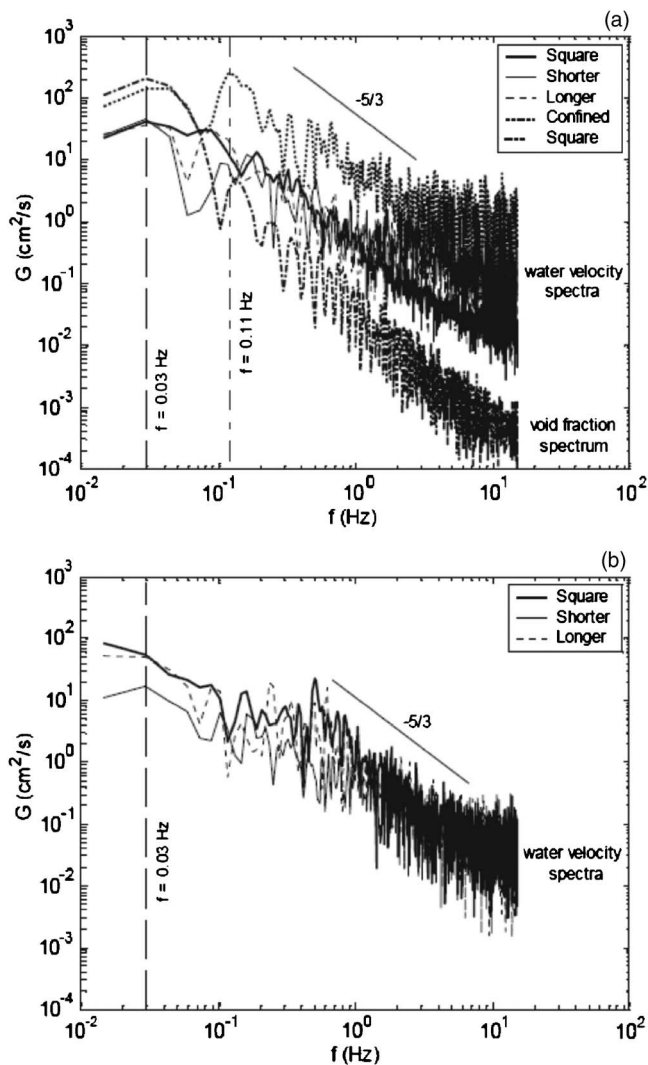 (a)
10³
10²
10¹
10⁰
10⁻¹
10⁻²
10⁻³
10⁻⁴
G (cm²/s)
Square
Shorter
Longer
Confined
Square
-5/3
water velocity
spectra
void fraction
spectrum
f = 0.03 Hz
f = 0.11 Hz
10⁻² 10⁻¹ 10⁰ 10¹ 10²
f (Hz)
(b)
10³
10²
10¹
10⁰
10⁻¹
10⁻²
10⁻³
10⁻⁴
G (cm²/s)
Square
Shorter
Longer
-5/3
water velocity
spectra
f = 0.03 Hz
10⁻² 10⁻¹ 10⁰ 10¹ 10²
f (Hz)